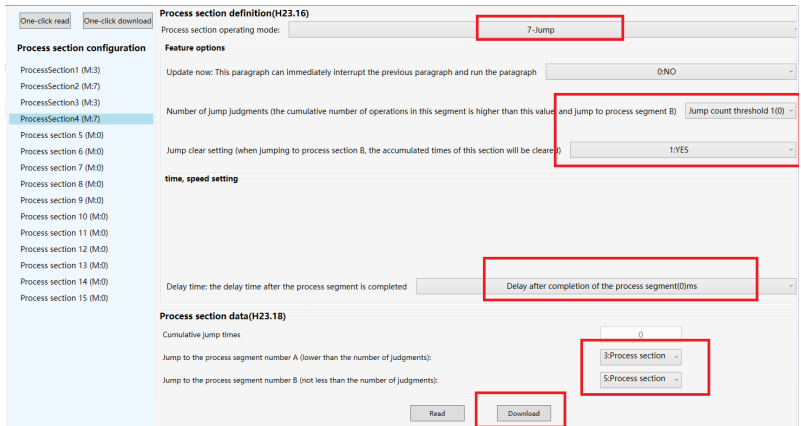 One-click read
One-click download
Process section configuration
ProcessSection1 (M:3)
ProcessSection2 (M:7)
ProcessSection3 (M:3)
ProcessSection4 (M:7)
Process section 5 (M:0)
Process section 6 (M:0)
Process section 7 (M:0)
Process section 8 (M:0)
Process section 9 (M:0)
Process section 10 (M:0)
Process section 11 (M:0)
Process section 12 (M:0)
Process section 13 (M:0)
Process section 14 (M:0)
Process section 15 (M:0)
Process section definition(H23.16)
Process section operating mode: 7-Jump
Feature options
Update now: This paragraph can immediately interrupt the previous paragraph and run the paragraph 0:NO
Number of jump judgments (the cumulative number of operations in this segment is higher than this value, and jump to process segment B) Jump count threshold 1(0)
Jump clear setting (when jumping to process section B, the accumulated times of this section will be cleared) 1:YES
time, speed setting
Delay time: the delay time after the process segment is completed Delay after completion of the process segment(0)ms
Process section data(H23.18)
Cumulative jump times 0
Jump to the process segment number A (lower than the number of judgments): 3:Process section
Jump to the process segment number B (not less than the number of judgments): 5:Process section
Read Download